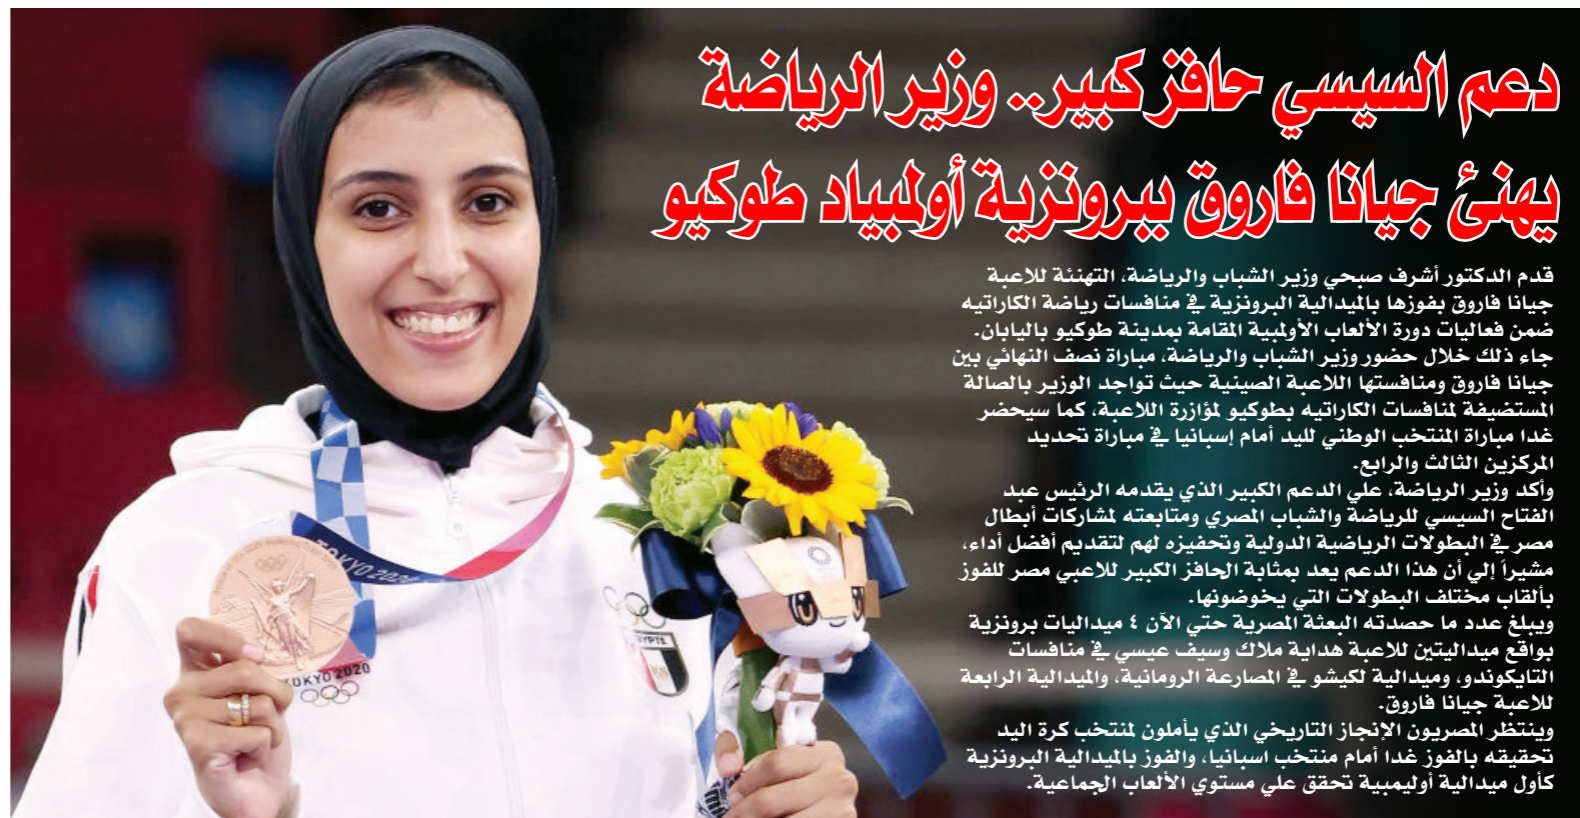 دعم السيسي حافز كبير.. وزير الرياضة
يهنئ جيانا فاروق ببرونزية أولمبياد طوكيو
قدم الدكتور أشرف صبحي وزير الشباب والرياضة، التهنئة للاعبة
جيانا فاروق بفوزها بالميدالية البرونزية في منافسات رياضة الكاراتيه
ضمن فعاليات دورة الألعاب الأولمبية المقامة بمدينة طوكيو باليابان.
جاء ذلك خلال حضور وزير الشباب والرياضة، مباراة نصف النهائي بين
جيانا فاروق ومنافستها اللاعبة الصينية حيث تواجد الوزير بالصالة
المستضيفة لمنافسات الكاراتيه بطوكيو لمؤازرة اللاعبة، كما سيحضر
غدا مباراة المنتخب الوطني لليد أمام إسبانيا في مباراة تحديد
المركزين الثالث والرابع.
وأكد وزير الرياضة، علي الدعم الكبير الذي يقدمه الرئيس عبد
الفتاح السيسي للرياضة والشباب المصري ومتابعته لمشاركات أبطال
مصر في البطولات الرياضية الدولية وتحفيزه لهم لتقديم أفضل أداء،
مشيراً إلي أن هذا الدعم يعد بمثابة الحافز الكبير للاعبي مصر للفوز
بألقاب مختلف البطولات التي يخوضونها.
ويبلغ عدد ما حصدته البعثة المصرية حتي الآن ٤ ميداليات برونزية
بواقع ميداليتين للاعبة هداية ملاك وسيف عيسي في منافسات
التايكوندو، وميدالية لكيشو في المصارعة الرومانية، والميدالية الرابعة
للاعبة جيانا فاروق.
وينتظر المصريون الإنجاز التاريخي الذي يأملون لمنتخب كرة اليد
تحقيقه بالفوز غدا أمام منتخب اسبانيا، والفوز بالميدالية البرونزية
كأول ميدالية أوليمبية تحقق علي مستوي الألعاب الجماعية.
TOKYO 2020
TOKYO 2020
EGYPTE